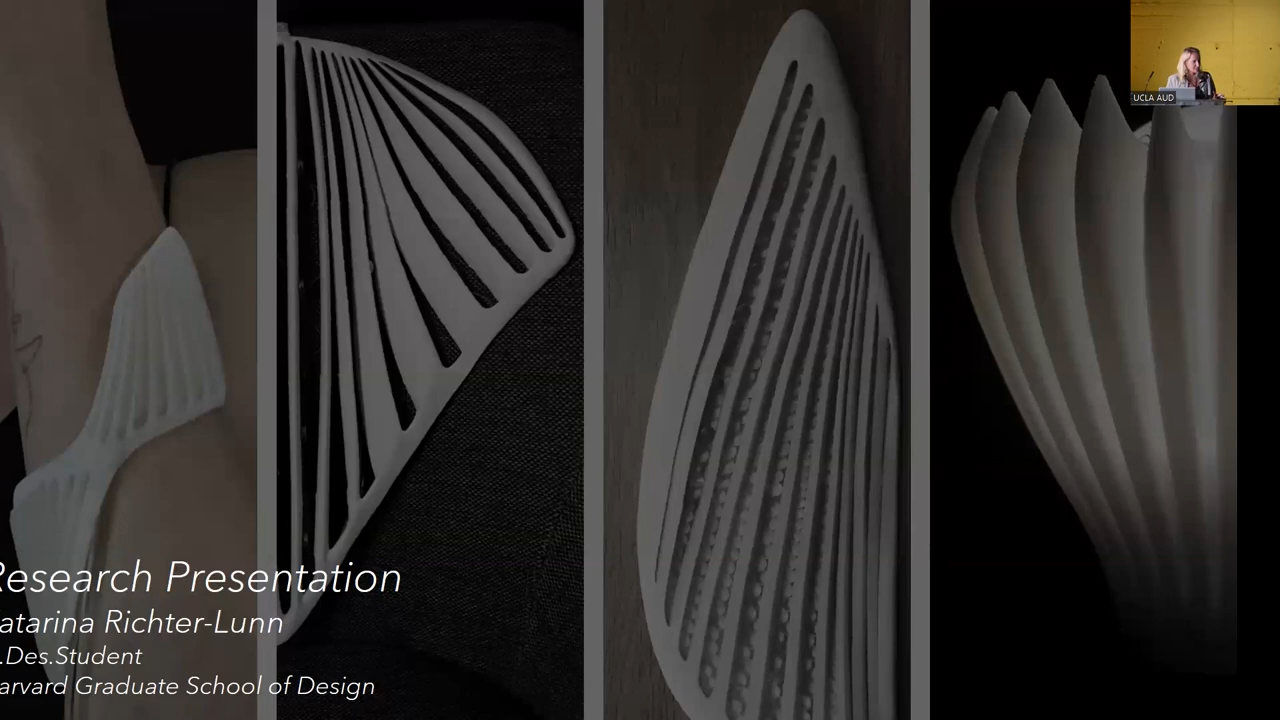 UCLA AUD
Research Presentation
atarina Richter-Lunn
.Des.Student
arvard Graduate School of Design